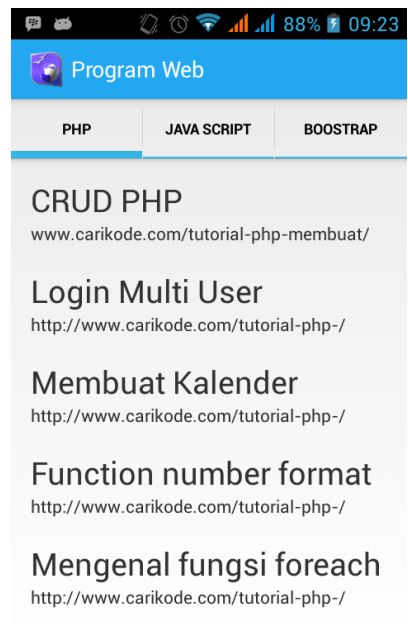 88% 09:23
Program Web
PHP JAVA SCRIPT BOOSTRAP
CRUD PHP
www.carikode.com/tutorial-php-membuat/
Login Multi User
http://www.carikode.com/tutorial-php-/
Membuat Kalender
http://www.carikode.com/tutorial-php-/
Function number format
http://www.carikode.com/tutorial-php-/
Mengenal fungsi foreach
http://www.carikode.com/tutorial-php-/